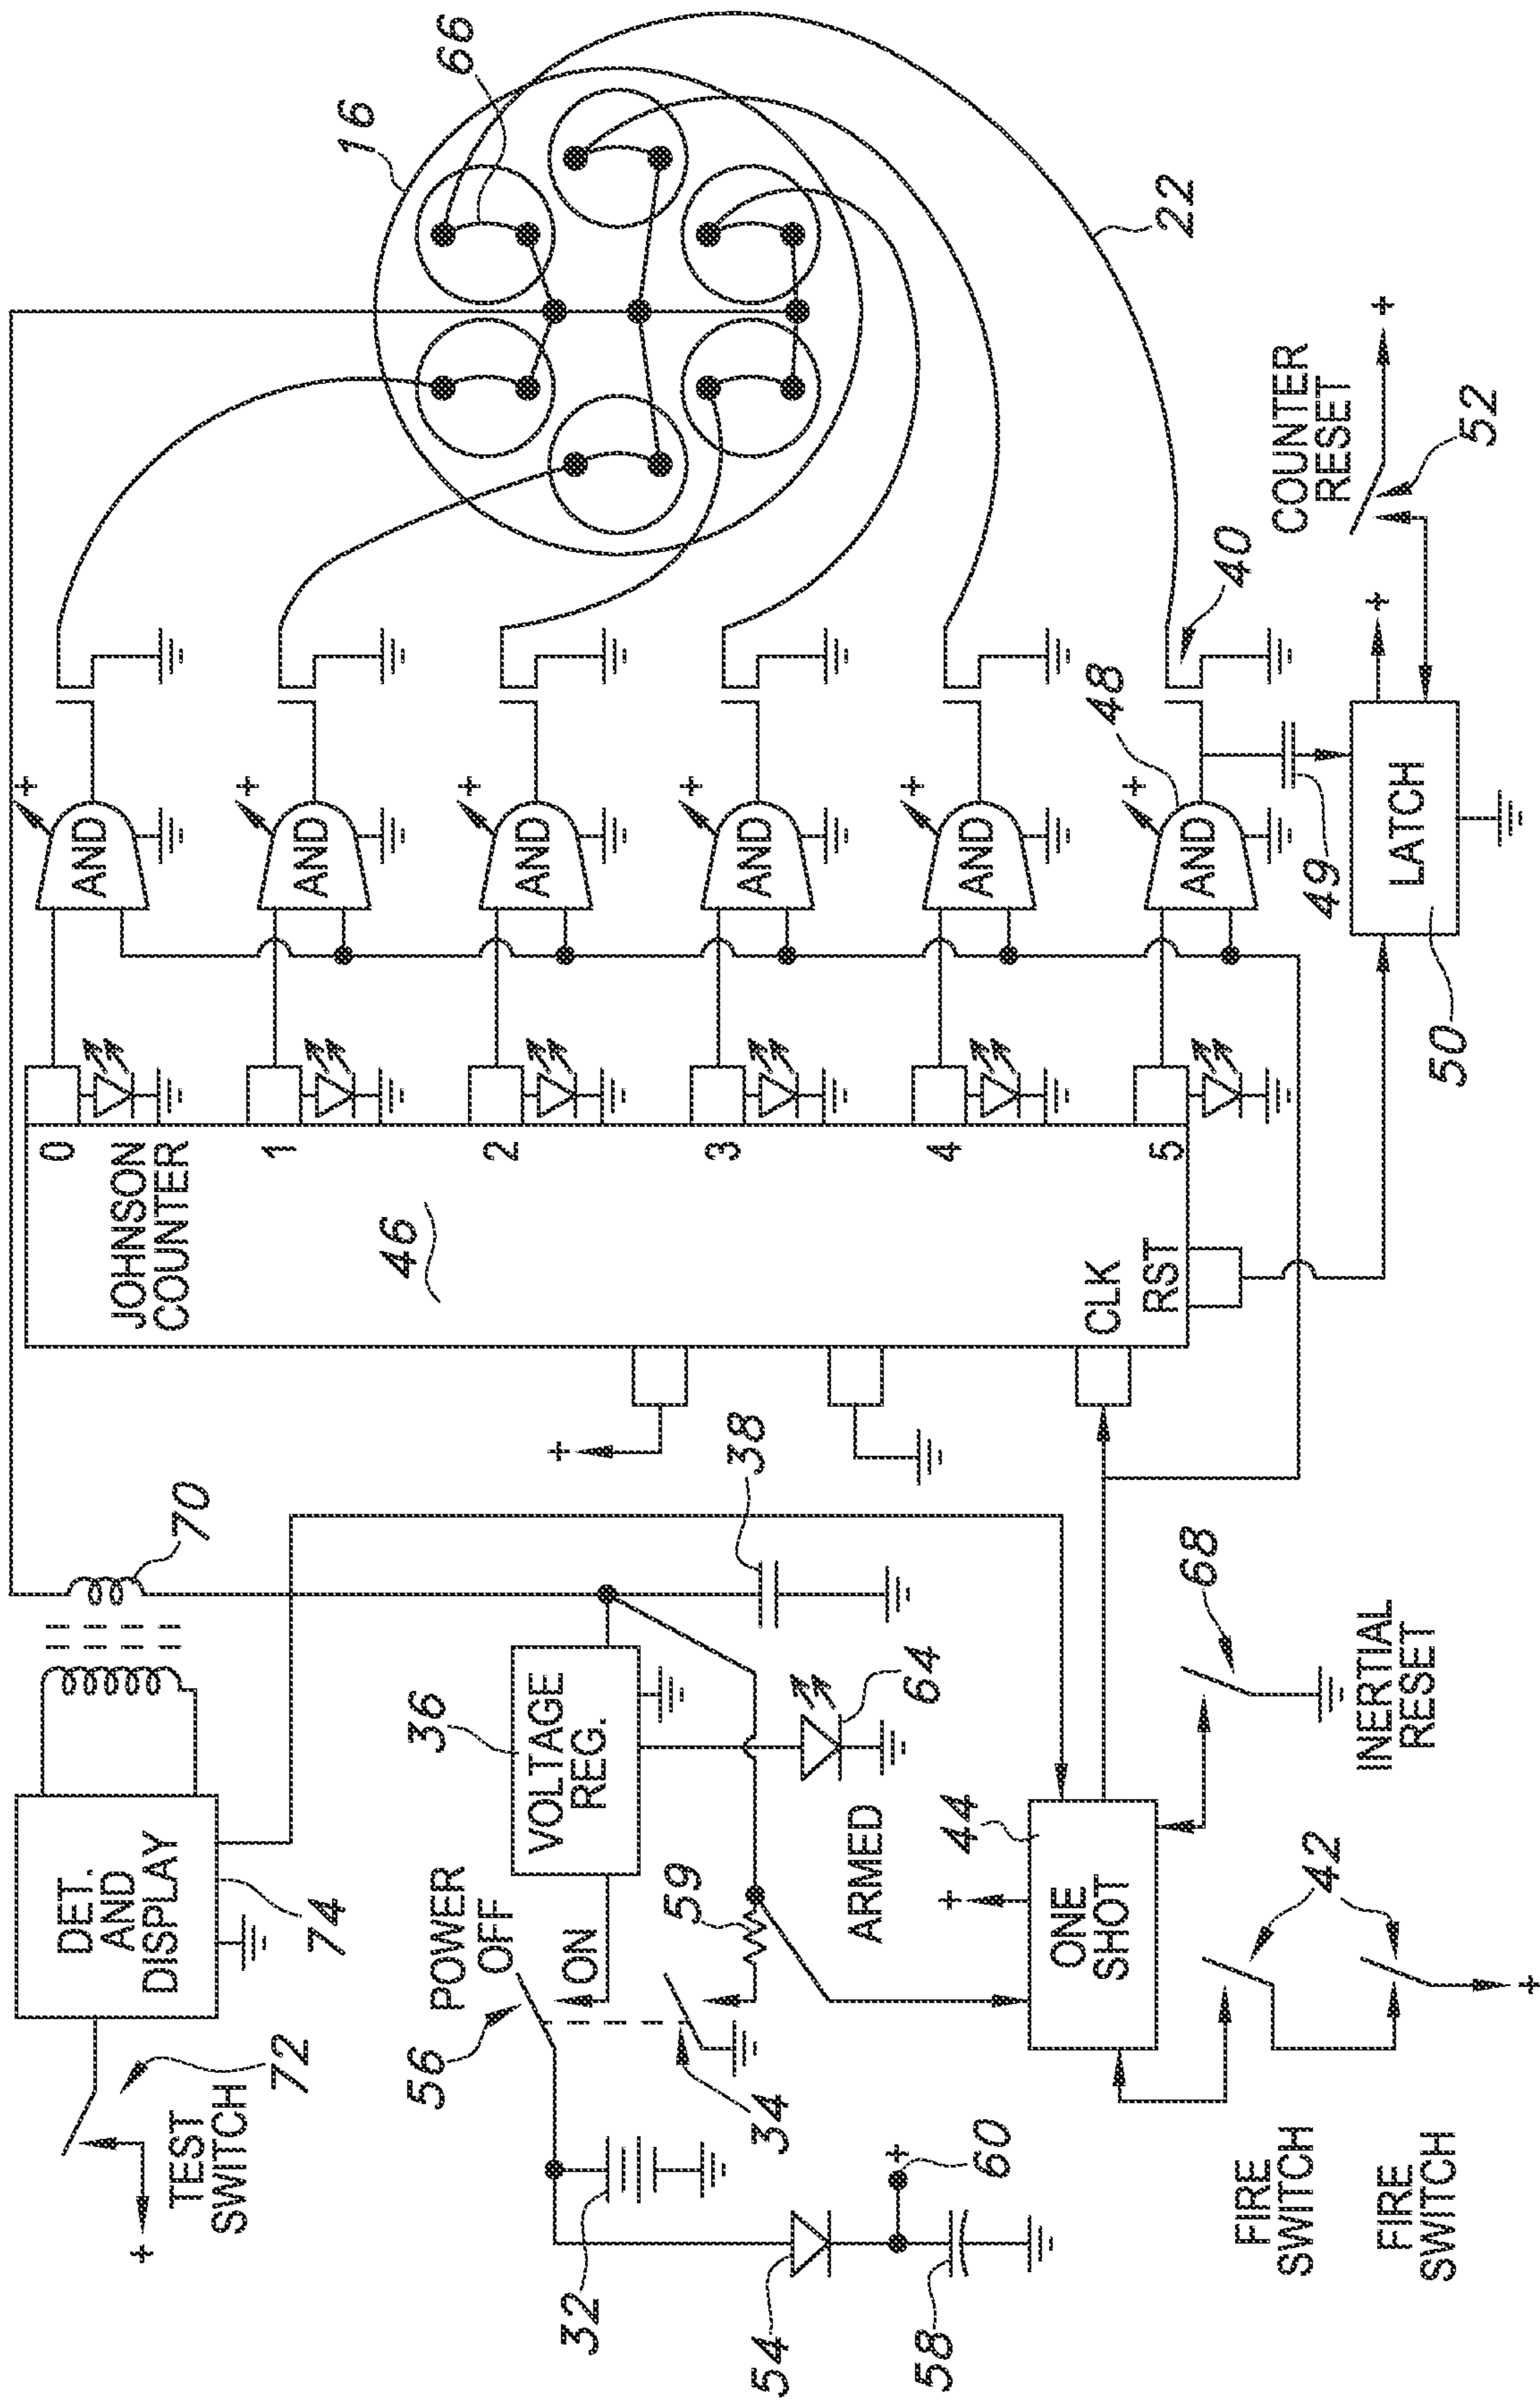 16
66
22
70
DET.
AND
DISPLAY
74
TEST
SWITCH
72
+
JOHNSON
COUNTER
46
0
1
2
3
4
5
CLK
RST
+
AND
+
AND
+
AND
+
AND
+
AND
+
AND
+
48
40
49
LATCH
50
+
COUNTER
RESET
52
+
36
VOLTAGE
REG.
38
64
ARMED
POWER
OFF
ON
56
34
59
32
54
58
60
+
44
ONE
SHOT
+
68
INERTIAL
RESET
42
FIRE
SWITCH
FIRE
SWITCH
+